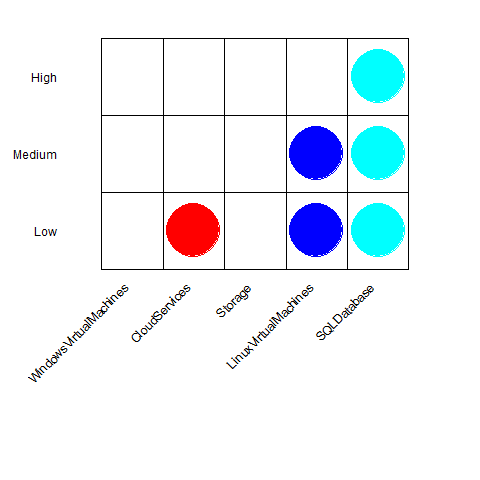 High
Medium
Low
WindowsVirtualMachines
CloudServices
Storage
LinuxVirtualMachines
SQLDatabase